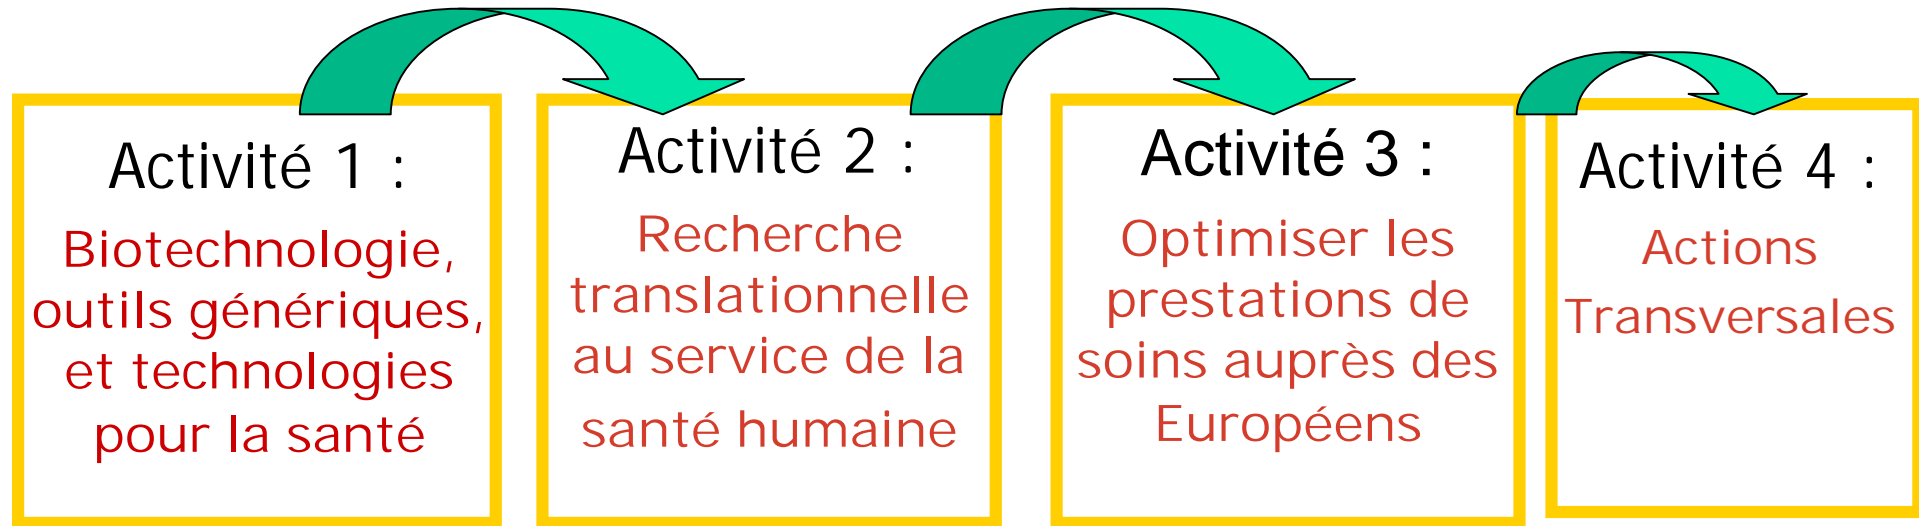 Activité 1 :
Biotechnologie,
outils génériques,
et technologies
pour la santé
Activité 2 :
Recherche
translationnelle
au service de la
santé humaine
Activité 3 :
Optimiser les
prestations de
soins auprès des
Européens
Activité 4 :
Actions
Transversales